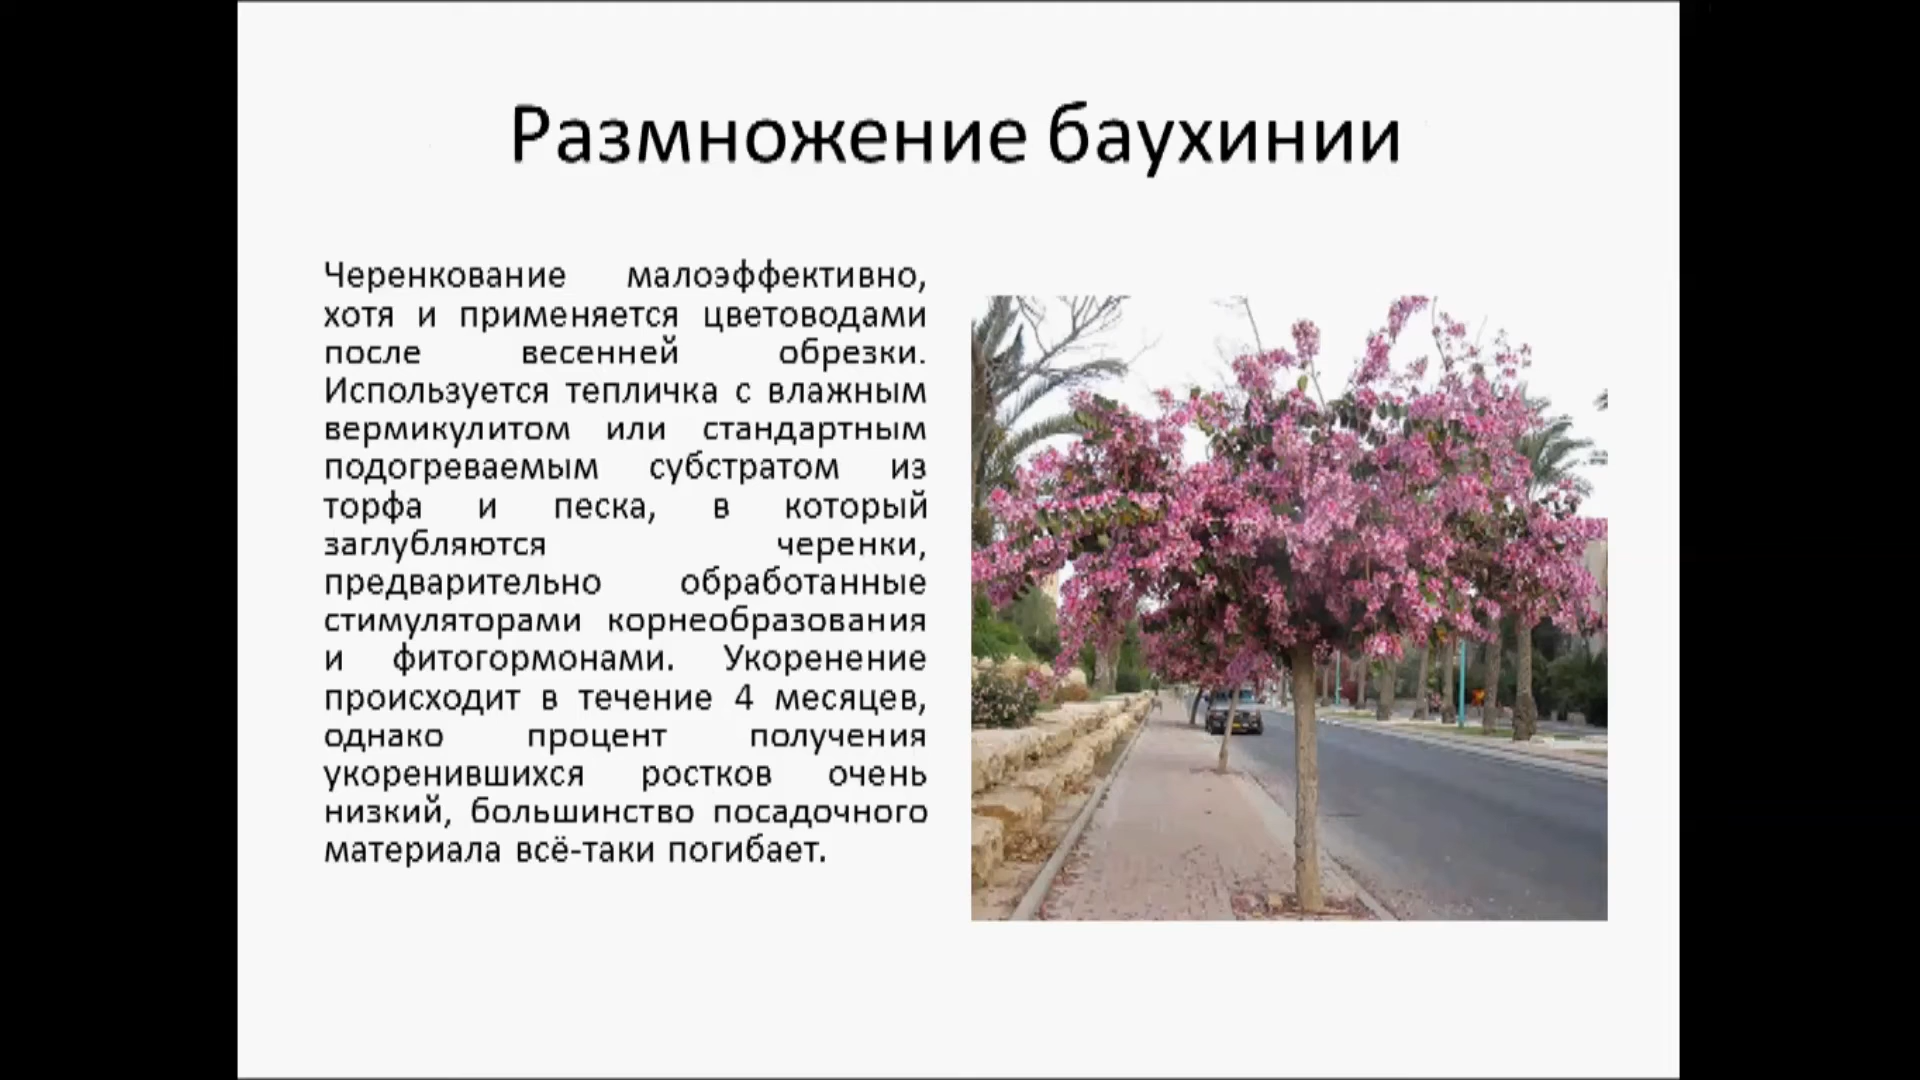 Размножение баухинии
Черенкование малоэффективно,
хотя и применяется цветоводами
после весенней обрезки.
Используется тепличка с влажным
вермикулитом или стандартным
подогреваемым субстратом из
торфа и песка, в который
заглубляются черенки,
предварительно обработанные
стимуляторами корнеобразования
и фитогормонами. Укоренение
происходит в течение 4 месяцев,
однако процент получения
укоренившихся ростков очень
низкий, большинство посадочного
материала всё-таки погибает.